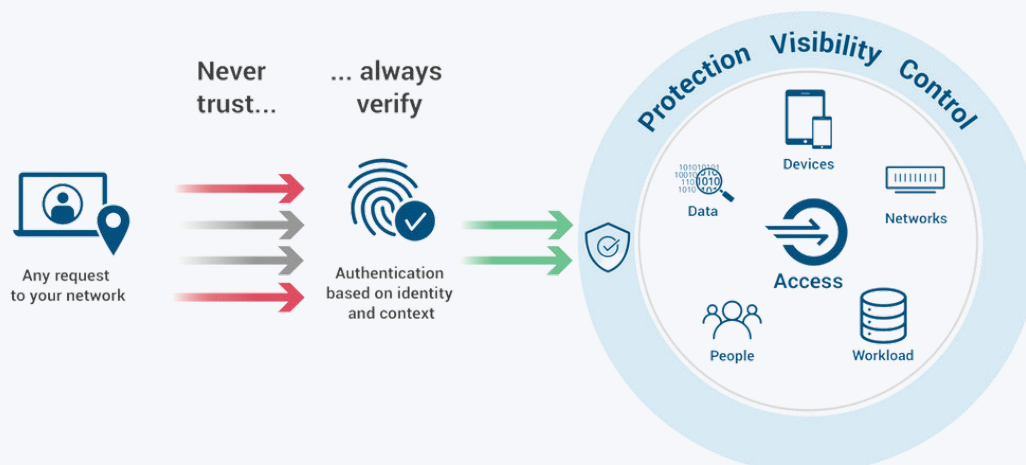 Never
trust...
... always
verify
Any request
to your network
Authentication
based on identity
and context
Protection Visibility Control
Devices
Data
Networks
Access
People
Workload